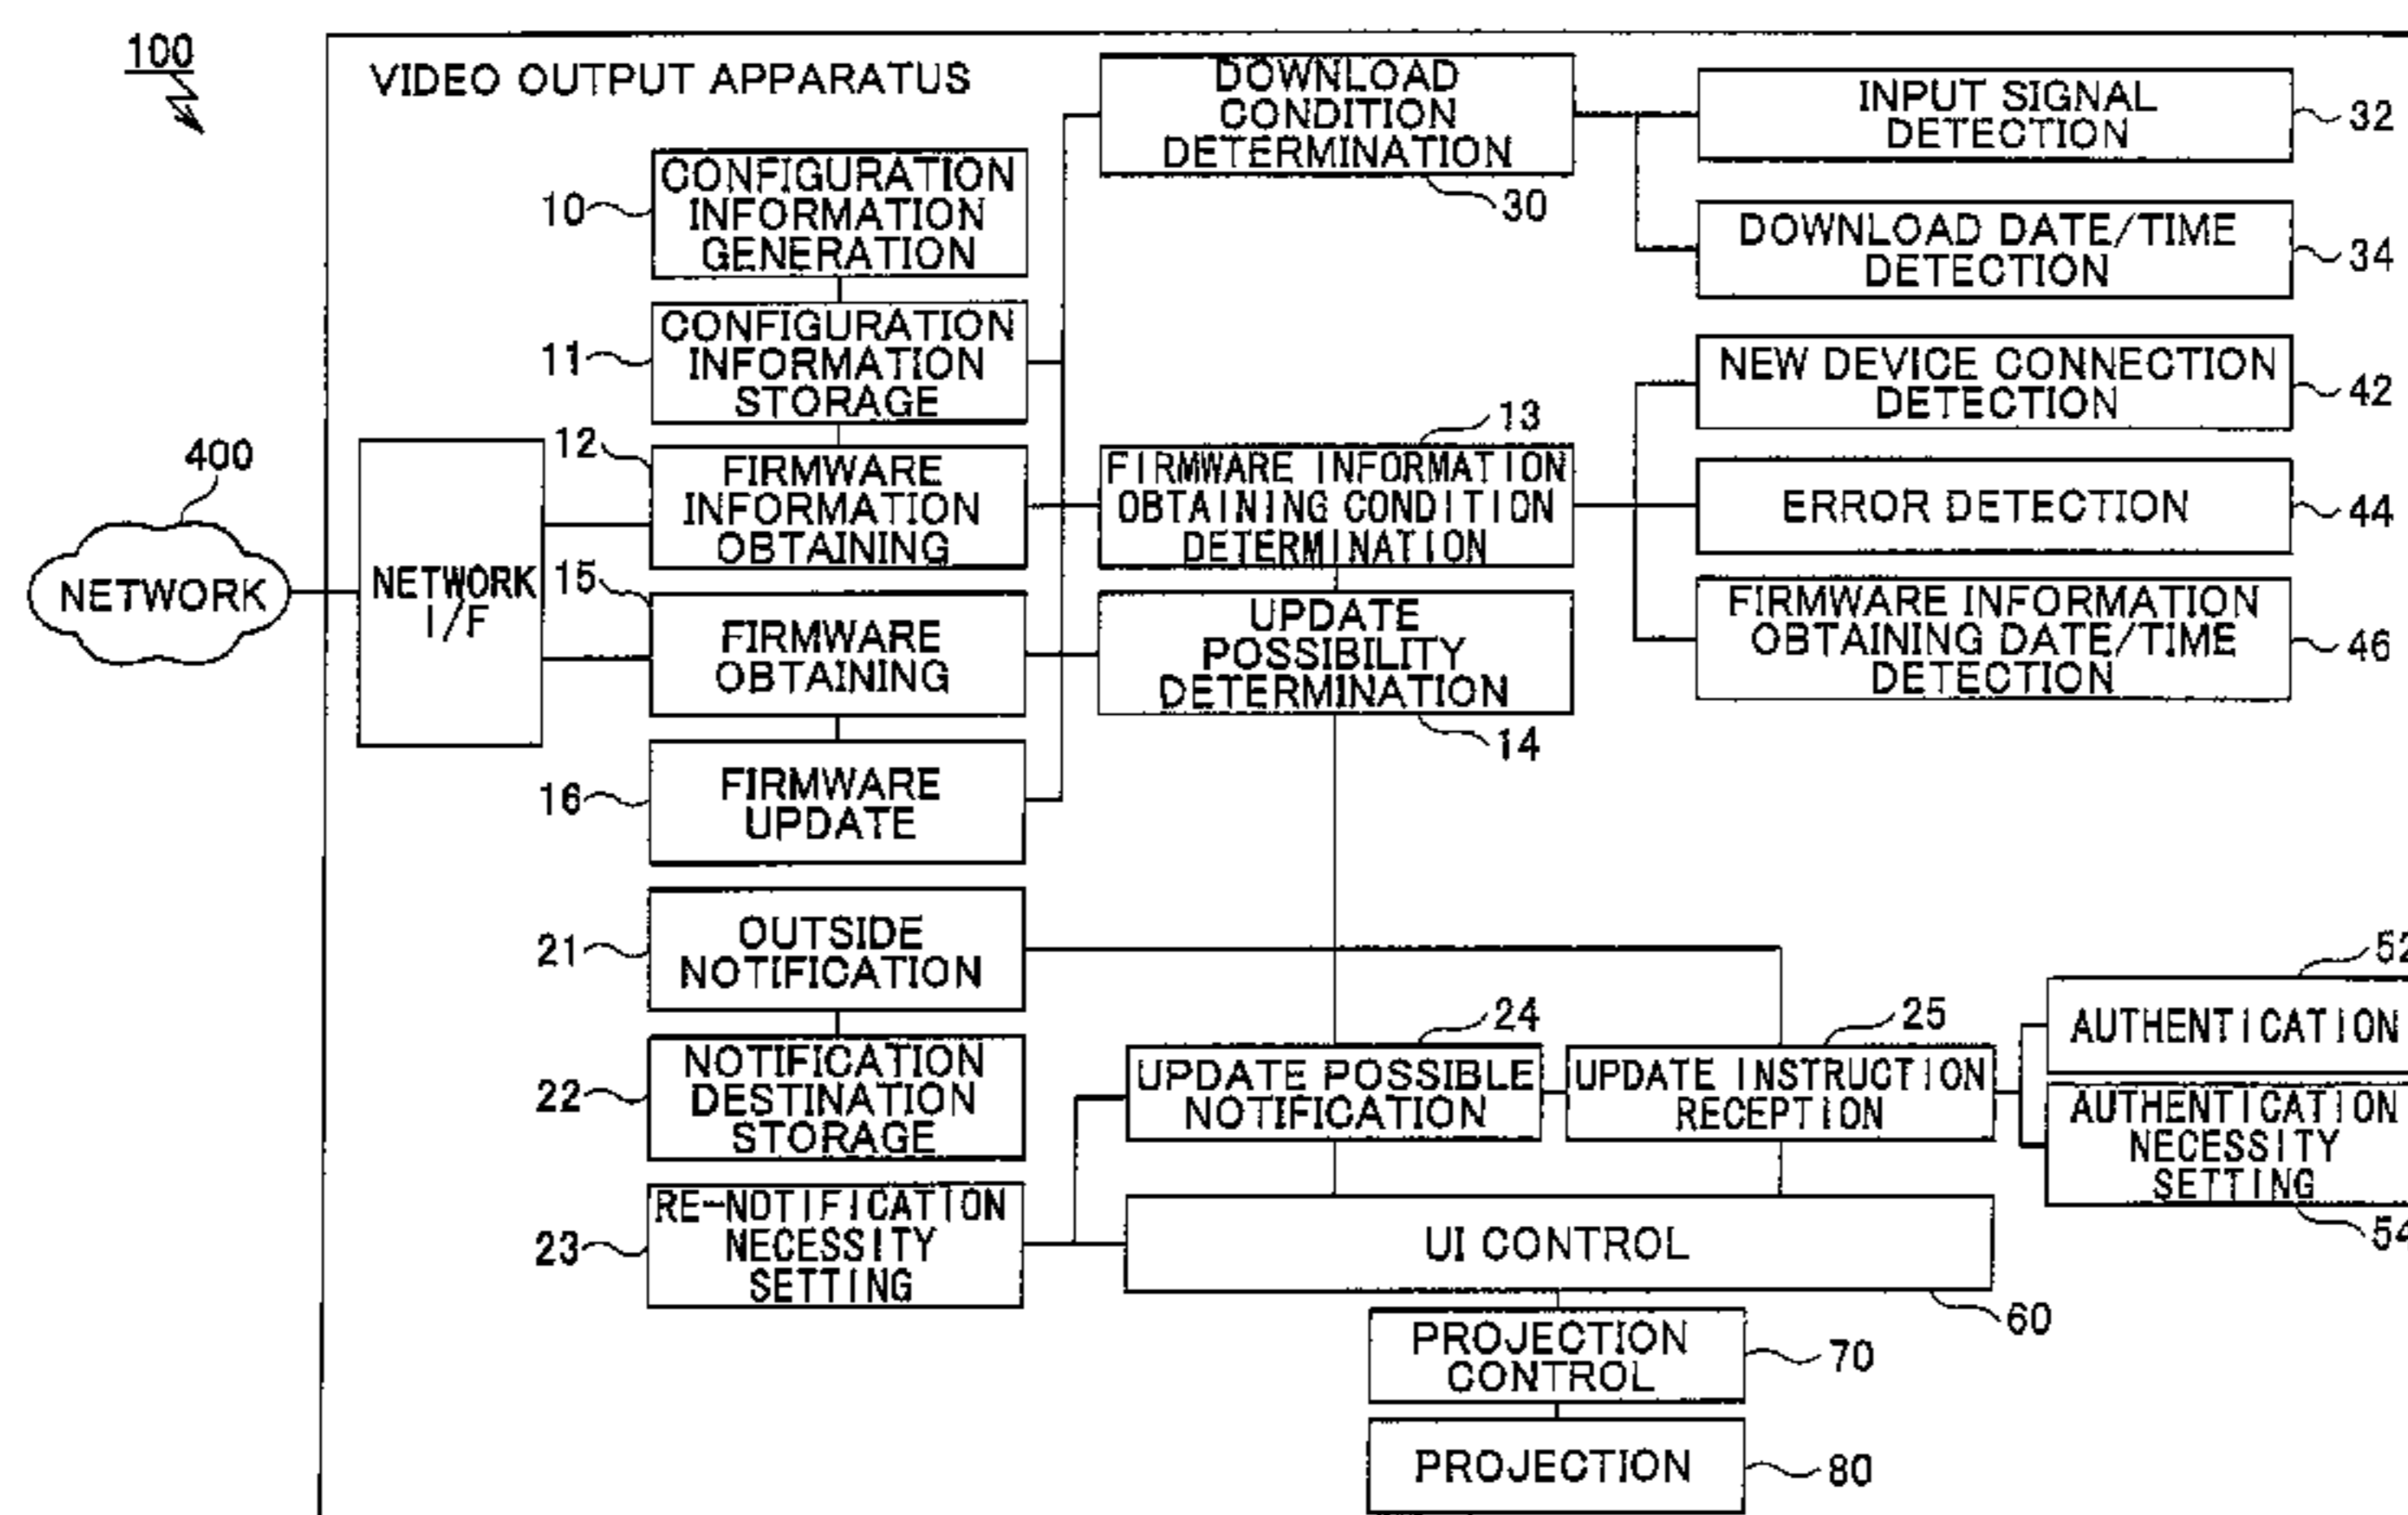 100
VIDEO OUTPUT APPARATUS
DOWNLOAD
CONDITION
DETERMINATION
30
INPUT SIGNAL
DETECTION
32
DOWNLOAD DATE/TIME
DETECTION
34
10
CONFIGURATION
INFORMATION
GENERATION
11
CONFIGURATION
INFORMATION
STORAGE
12
FIRMWARE
INFORMATION
OBTAINING
13
FIRMWARE INFORMATION
OBTAINING CONDITION
DETERMINATION
NEW DEVICE CONNECTION
DETECTION
42
ERROR DETECTION
44
FIRMWARE INFORMATION
OBTAINING DATE/TIME
DETECTION
46
400
NETWORK
NETWORK
I/F
15
FIRMWARE
OBTAINING
UPDATE
POSSIBILITY
DETERMINATION
14
16
FIRMWARE
UPDATE
21
OUTSIDE
NOTIFICATION
22
NOTIFICATION
DESTINATION
STORAGE
23
RE-NOTIFICATION
NECESSITY
SETTING
24
UPDATE POSSIBLE
NOTIFICATION
25
UPDATE INSTRUCTION
RECEPTION
52
AUTHENTICATION
AUTHENTICATION
NECESSITY
SETTING
54
UI CONTROL
60
PROJECTION
CONTROL
70
PROJECTION
80